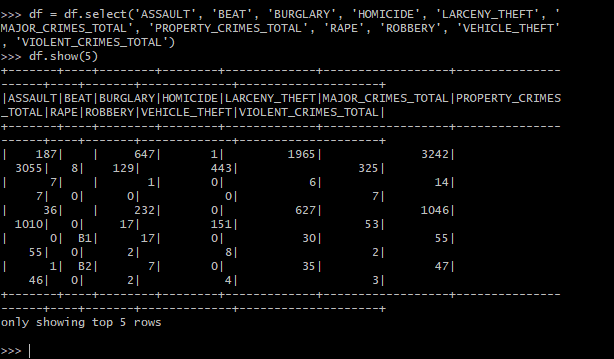 >>> df = df.select('ASSAULT', 'BEAT', 'BURGLARY', 'HOMICIDE', 'LARCENY_THEFT', '
MAJOR_CRIMES_TOTAL', 'PROPERTY_CRIMES_TOTAL', 'RAPE', 'ROBBERY', 'VEHICLE_THEFT'
, 'VIOLENT_CRIMES_TOTAL')
>>> df.show(5)
+-------+----+--------+--------+-------------+------------------+---------------
------+----+-------+-------------+--------------------+
|ASSAULT|BEAT|BURGLARY|HOMICIDE|LARCENY_THEFT|MAJOR_CRIMES_TOTAL|PROPERTY_CRIMES
_TOTAL|RAPE|ROBBERY|VEHICLE_THEFT|VIOLENT_CRIMES_TOTAL|
+-------+----+--------+--------+-------------+------------------+---------------
------+----+-------+-------------+--------------------+
|    187|    |     647|       1|         1965|              3242|
  3055|   8|    129|          443|                 325|
|      7|    |       1|       0|            6|                14|
     7|   0|      0|            0|                   7|
|     36|    |     232|       0|          627|              1046|
  1010|   0|     17|          151|                  53|
|      0|  B1|      17|       0|           30|                55|
    55|   0|      2|            8|                   2|
|      1|  B2|       7|       0|           35|                47|
    46|   0|      2|            4|                   3|
+-------+----+--------+--------+-------------+------------------+---------------
------+----+-------+-------------+--------------------+
only showing top 5 rows
>>>